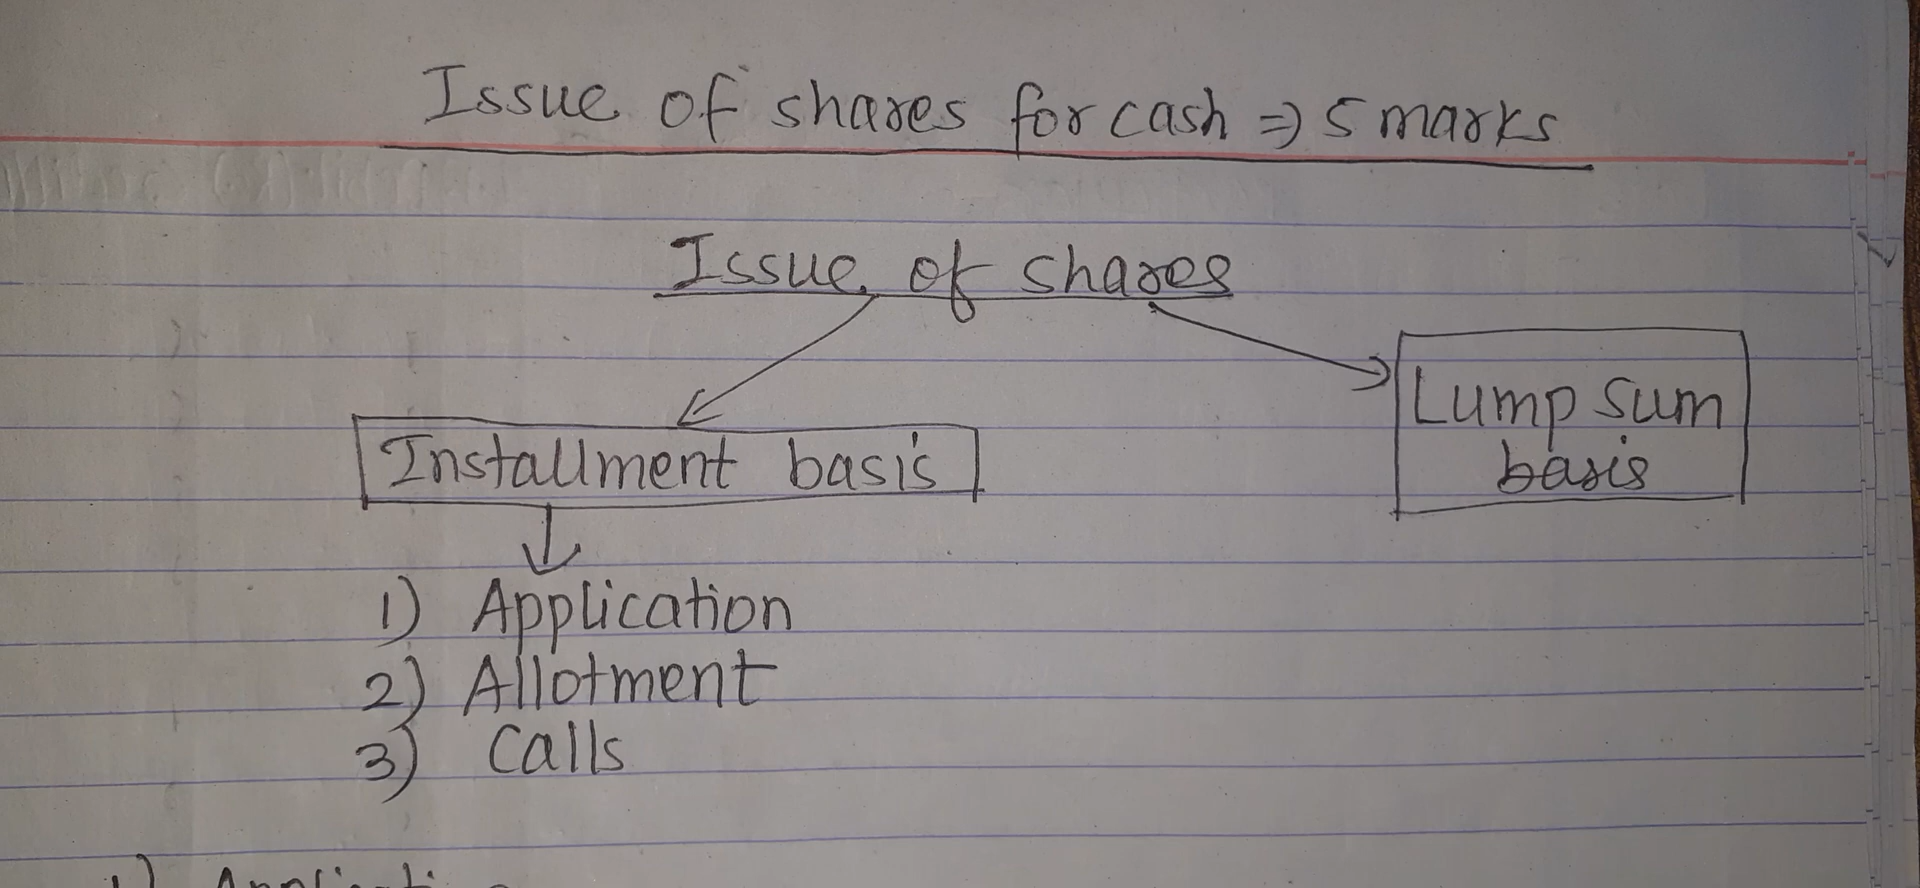 Issue of shares for cash ⇒ 5 marks
Issue of shares
Installment basis
Lump sum
basis
1) Application
2) Allotment
3) Calls
1)